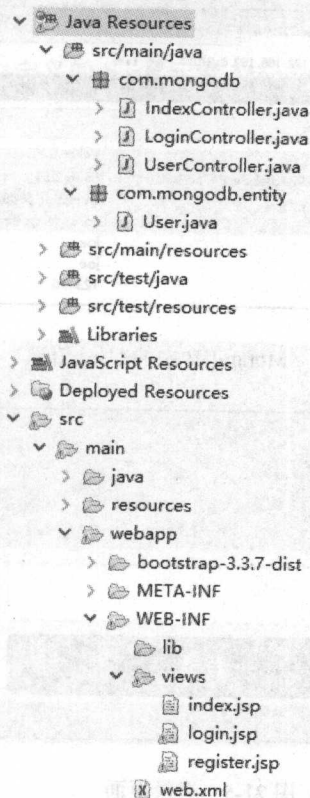 Java Resources
src/main/java
com.mongodb
IndexController.java
LoginController.java
UserController.java
com.mongodb.entity
User.java
src/main/resources
src/test/java
src/test/resources
Libraries
JavaScript Resources
Deployed Resources
src
main
java
resources
webapp
bootstrap-3.3.7-dist
META-INF
WEB-INF
lib
views
index.jsp
login.jsp
register.jsp
web.xml